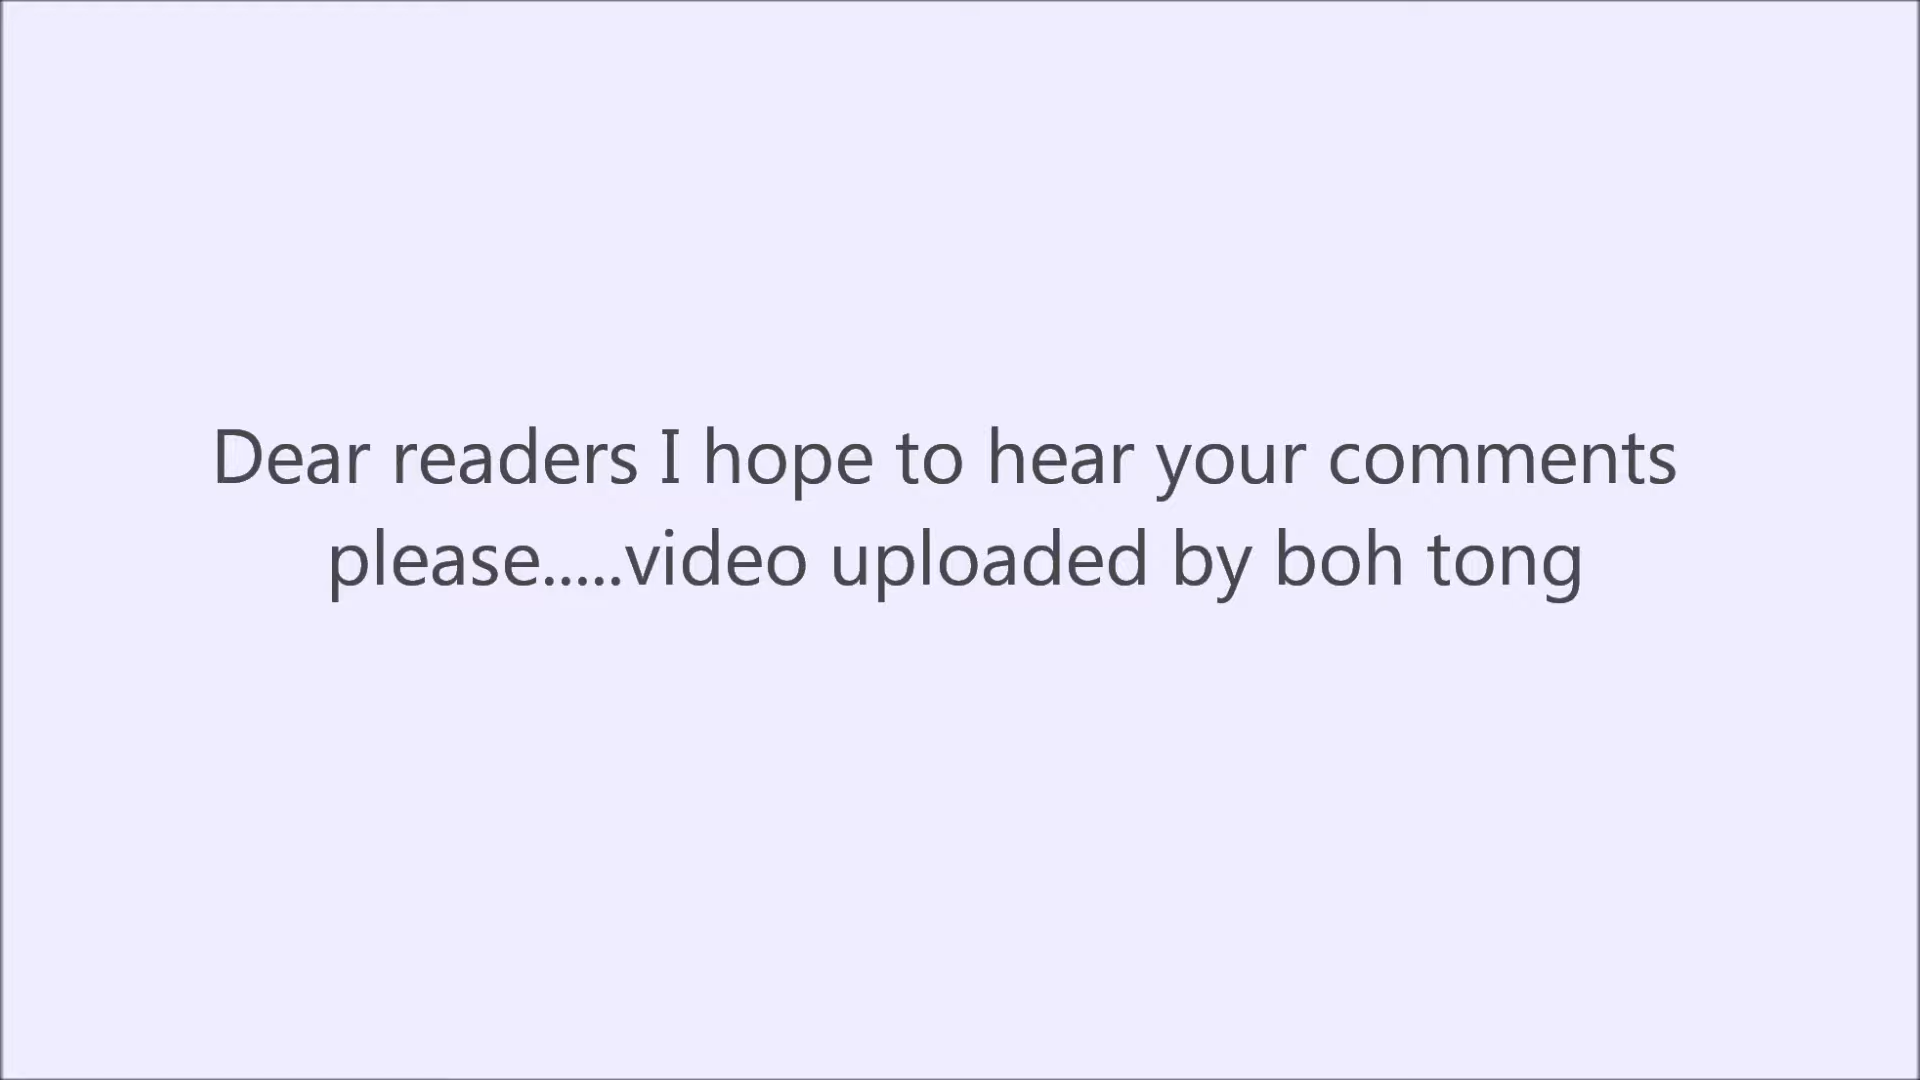 Dear readers I hope to hear your comments
please.....video uploaded by boh tong